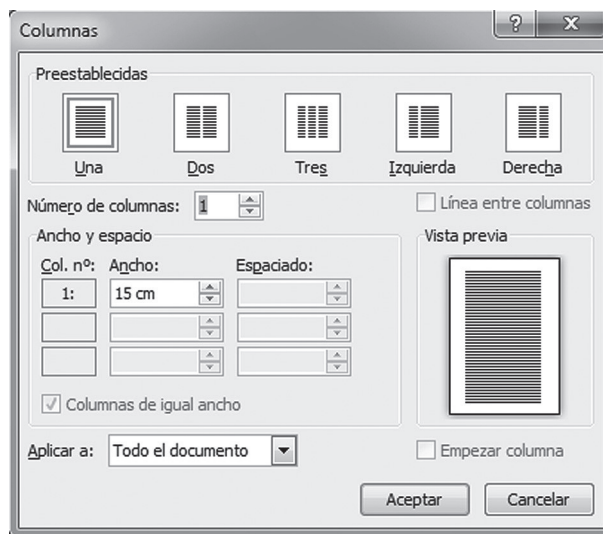 Columnas
Preestablecidas
Una Dos Tres Izquierda Derecha
Número de columnas: 1 Línea entre columnas
Ancho y espacio Vista previa
Col. nº: Ancho: Espaciado:
1: 15 cm
Columnas de igual ancho
Aplicar a: Todo el documento Empezar columna
Aceptar Cancelar